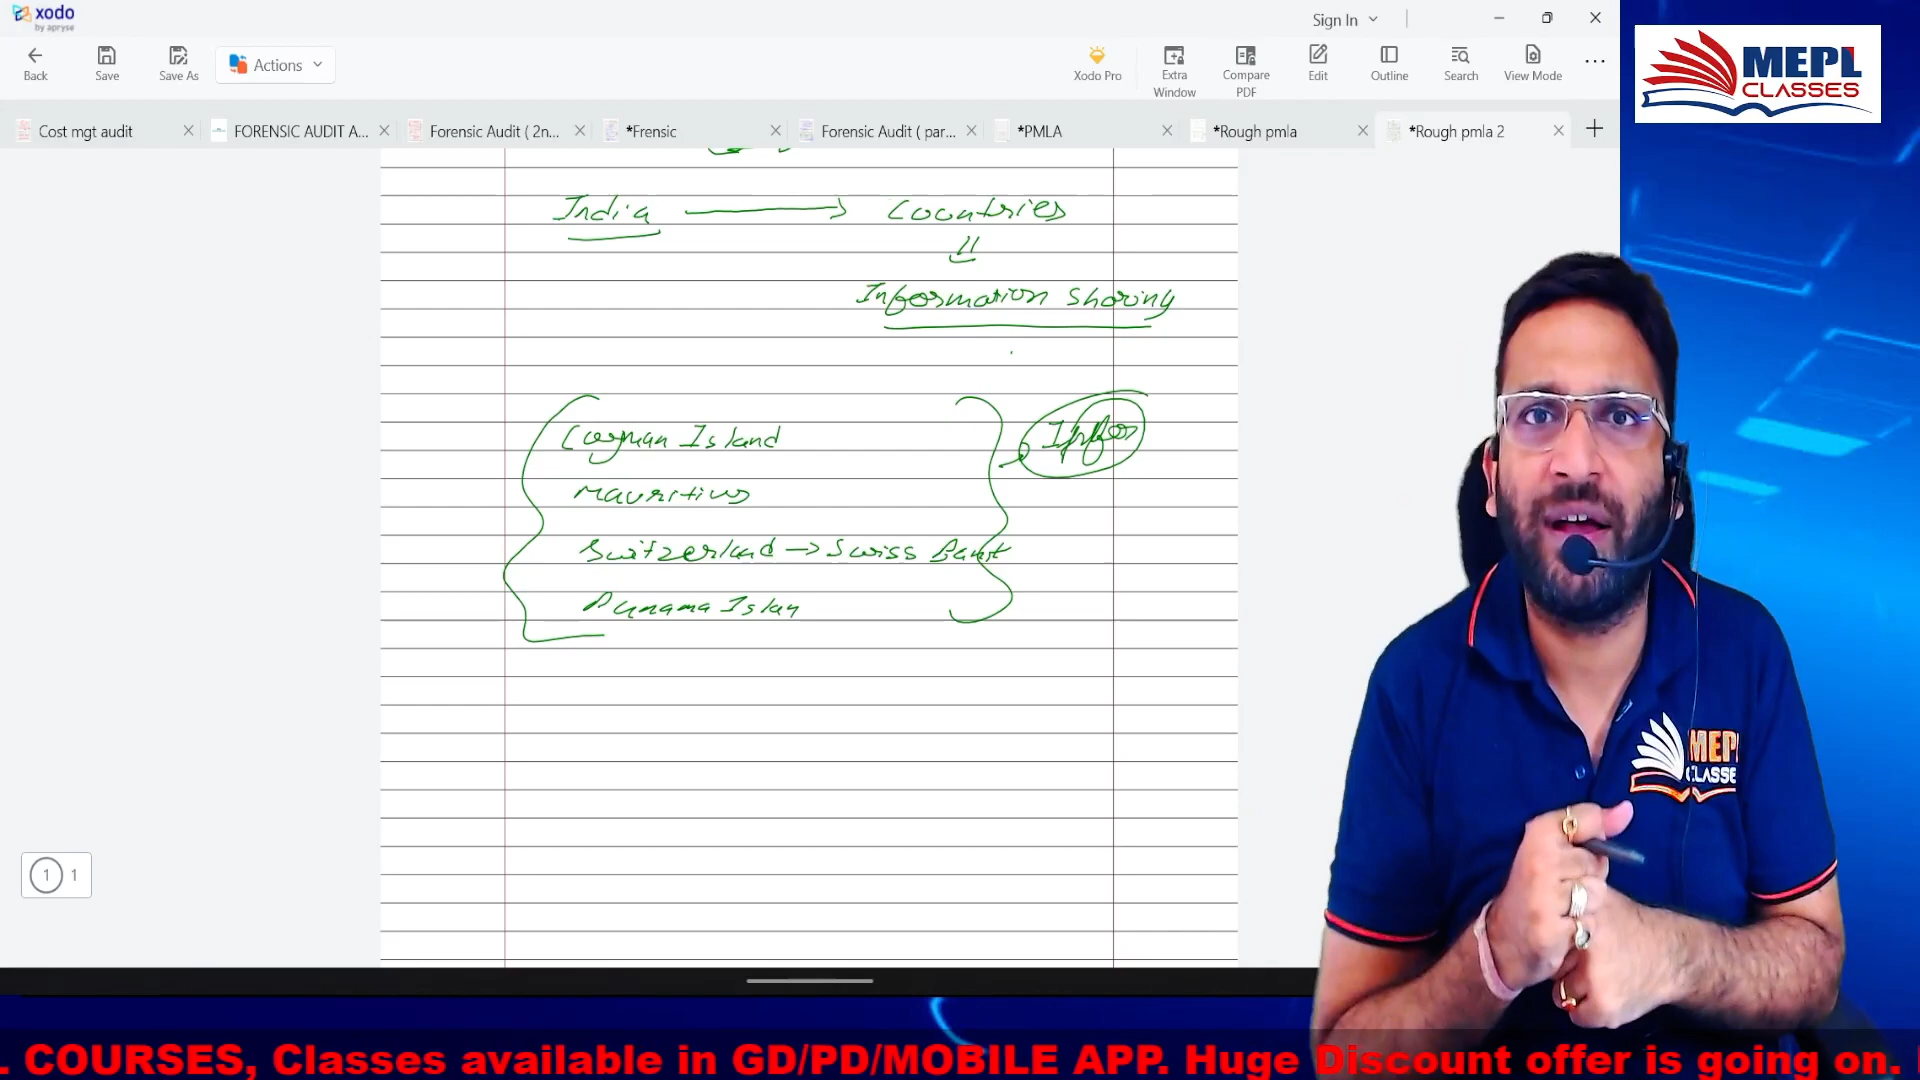 xodo
by apryse
Sign In
Back
Save
Save As
Actions
Xodo Pro
Extra Window
Compare PDF
Edit
Outline
Search
View Mode
MEPL
CLASSES
Cost mgt audit
FORENSIC AUDIT A...
Forensic Audit ( 2n...
*Frensic
Forensic Audit ( par...
*PMLA
*Rough pmla
*Rough pmla 2
India → Countries
Information Sharing
Cayman Island
Infor
Mauritius
Switzerland → Swiss Bank
Panama Islan
MEPL
CLASSE
1 1
L COURSES, Classes available in GD/PD/MOBILE APP. Huge Discount offer is going on.